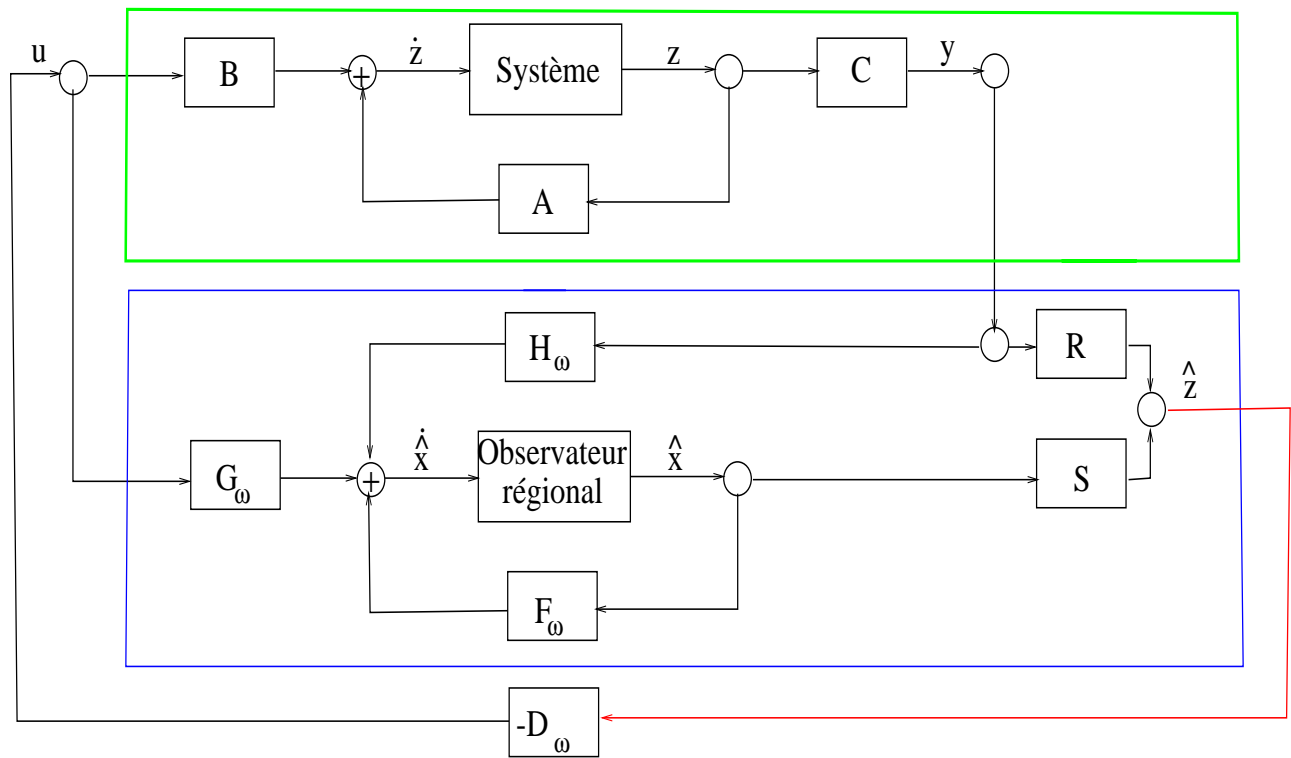 u
B
+
ż
Système
z
C
y
A
H_ω
R
ẑ
G_ω
+
x̂̇
Observateur
régional
x̂
S
F_ω
-D_ω